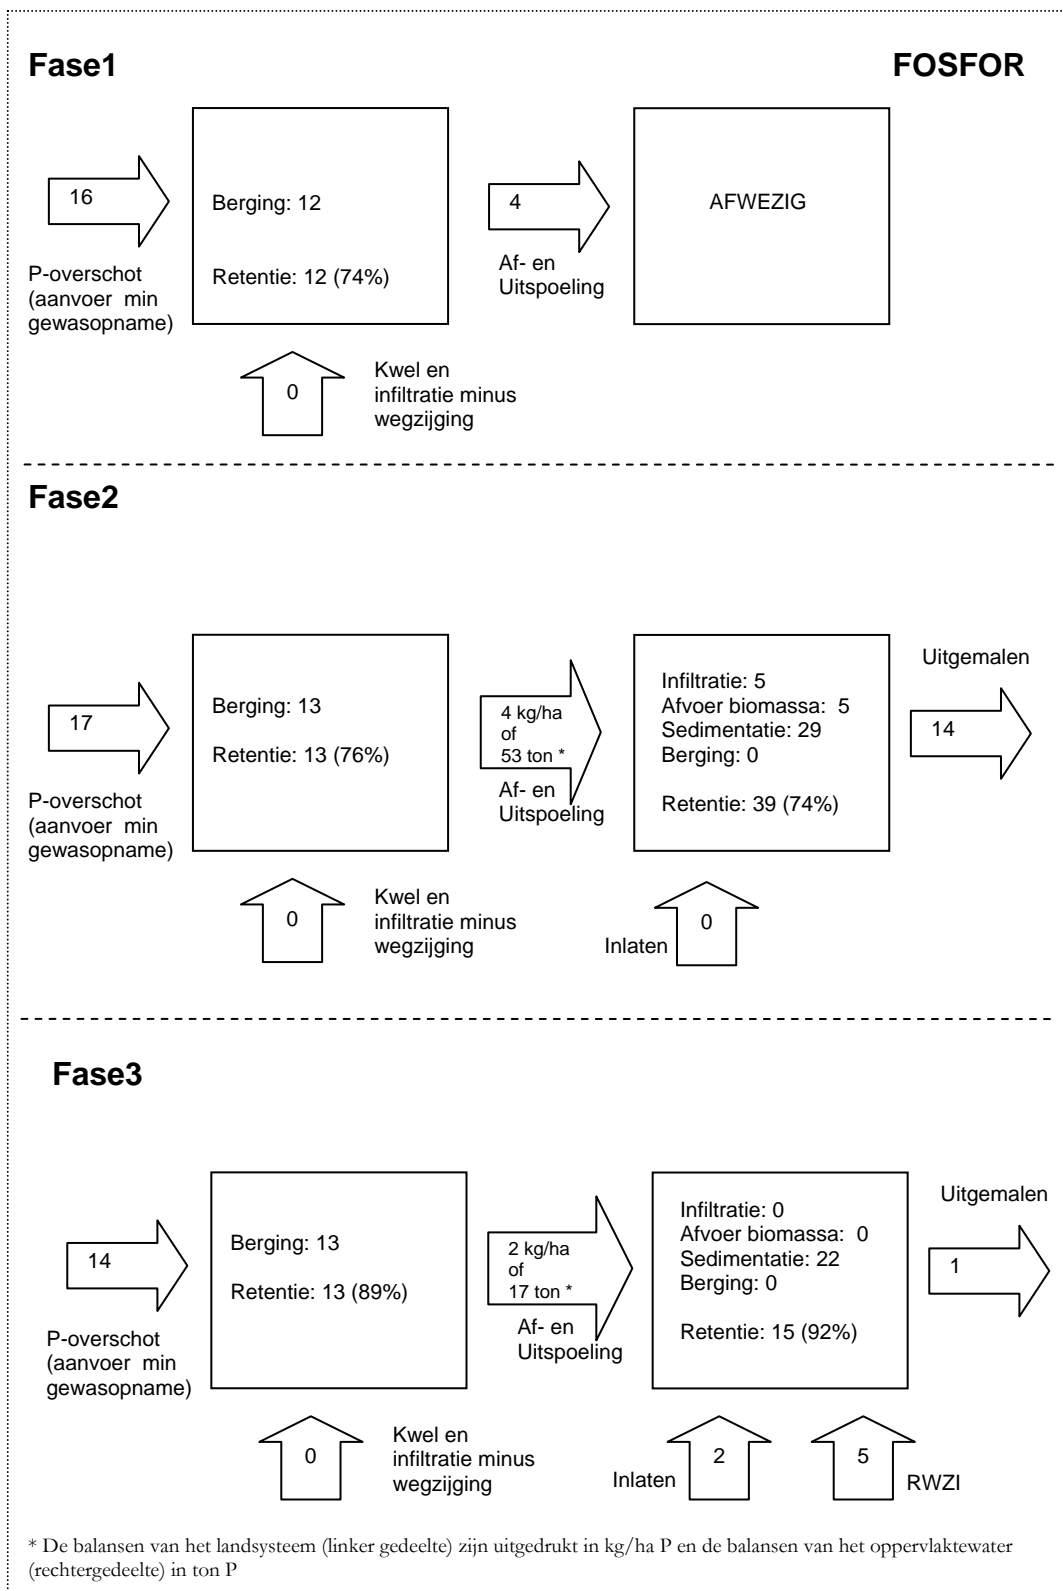 Fase1
FOSFOR
16
P-overschot
(aanvoer min
gewasopname)
Berging: 12
Retentie: 12 (74%)
4
Af- en
Uitspoeling
AFWEZIG
0
Kwel en
infiltratie minus
wegzijging
Fase2
17
P-overschot
(aanvoer min
gewasopname)
Berging: 13
Retentie: 13 (76%)
4 kg/ha
of
53 ton *
Af- en
Uitspoeling
Infiltratie: 5
Afvoer biomassa: 5
Sedimentatie: 29
Berging: 0
Retentie: 39 (74%)
Uitgemalen
14
0
Kwel en
infiltratie minus
wegzijging
Inlaten
0
Fase3
14
P-overschot
(aanvoer min
gewasopname)
Berging: 13
Retentie: 13 (89%)
2 kg/ha
of
17 ton *
Af- en
Uitspoeling
Infiltratie: 0
Afvoer biomassa: 0
Sedimentatie: 22
Berging: 0
Retentie: 15 (92%)
Uitgemalen
1
0
Kwel en
infiltratie minus
wegzijging
Inlaten
2
5
RWZI
* De balansen van het landsysteem (linker gedeelte) zijn uitgedrukt in kg/ha P en de balansen van het oppervlaktewater
(rechtergedeelte) in ton P